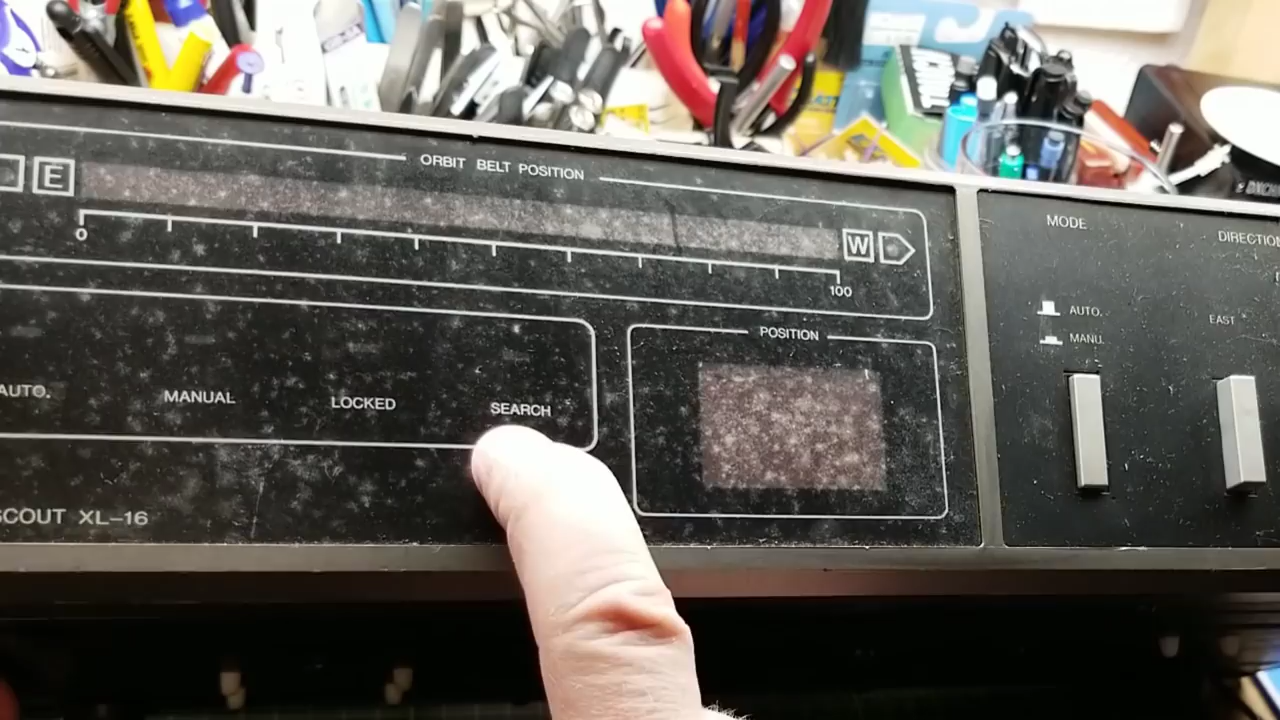 ORBIT BELT POSITION
E
W
0
100
POSITION
AUTO.
MANUAL
LOCKED
SEARCH
SCOUT XL-16
MODE
DIRECTION
AUTO.
MANU.
EAST